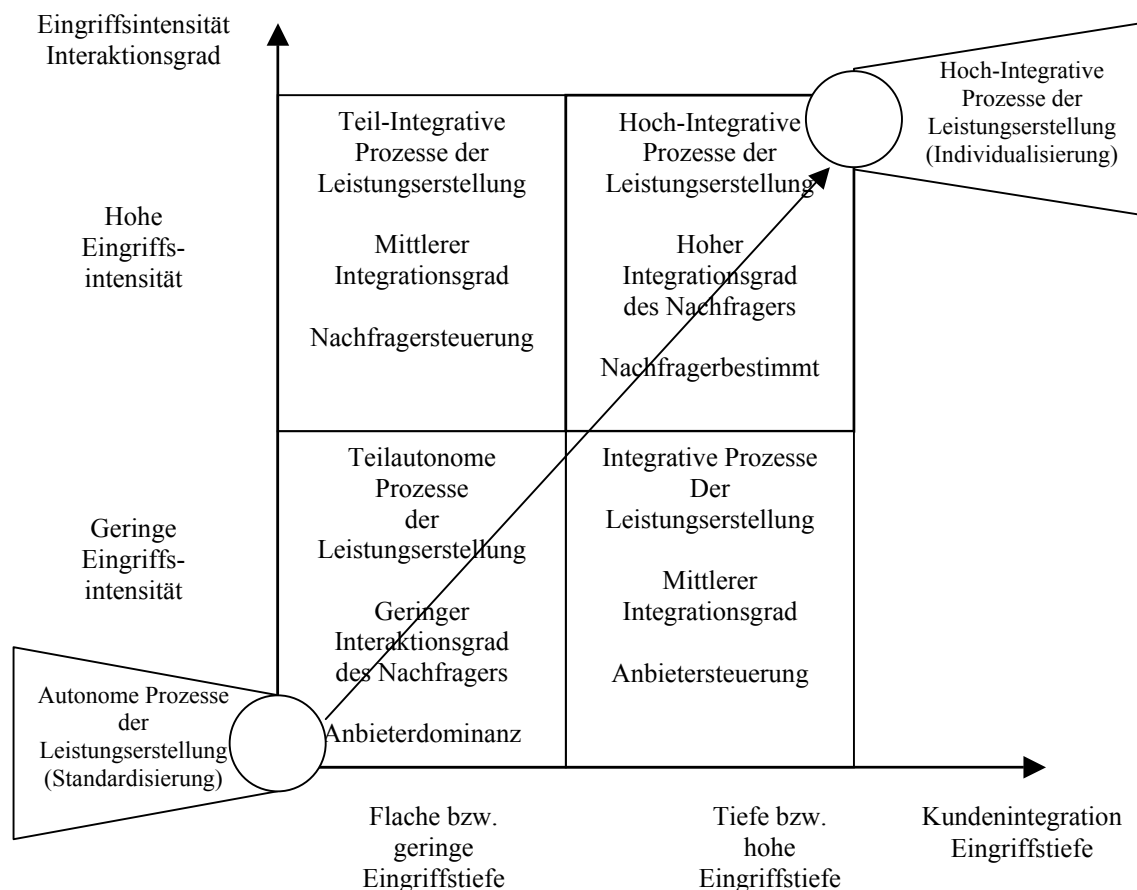 Eingriffsintensität
Interaktionsgrad
Hoch-Integrative
Prozesse der
Leistungserstellung
(Individualisierung)
Hohe
Eingriffs-
intensität
Teil-Integrative
Prozesse der
Leistungserstellung
Mittlerer
Integrationsgrad
Nachfragersteuerung
Hoch-Integrative
Prozesse der
Leistungserstellung
Hoher
Integrationsgrad
des Nachfragers
Nachfragerbestimmt
Geringe
Eingriffs-
intensität
Teilautonome
Prozesse
der
Leistungserstellung
Geringer
Interaktionsgrad
des Nachfragers
Anbieterdominanz
Integrative Prozesse
Der
Leistungserstellung
Mittlerer
Integrationsgrad
Anbietersteuerung
Autonome Prozesse
der
Leistungserstellung
(Standardisierung)
Flache bzw.
geringe
Eingriffstiefe
Tiefe bzw.
hohe
Eingriffstiefe
Kundenintegration
Eingriffstiefe